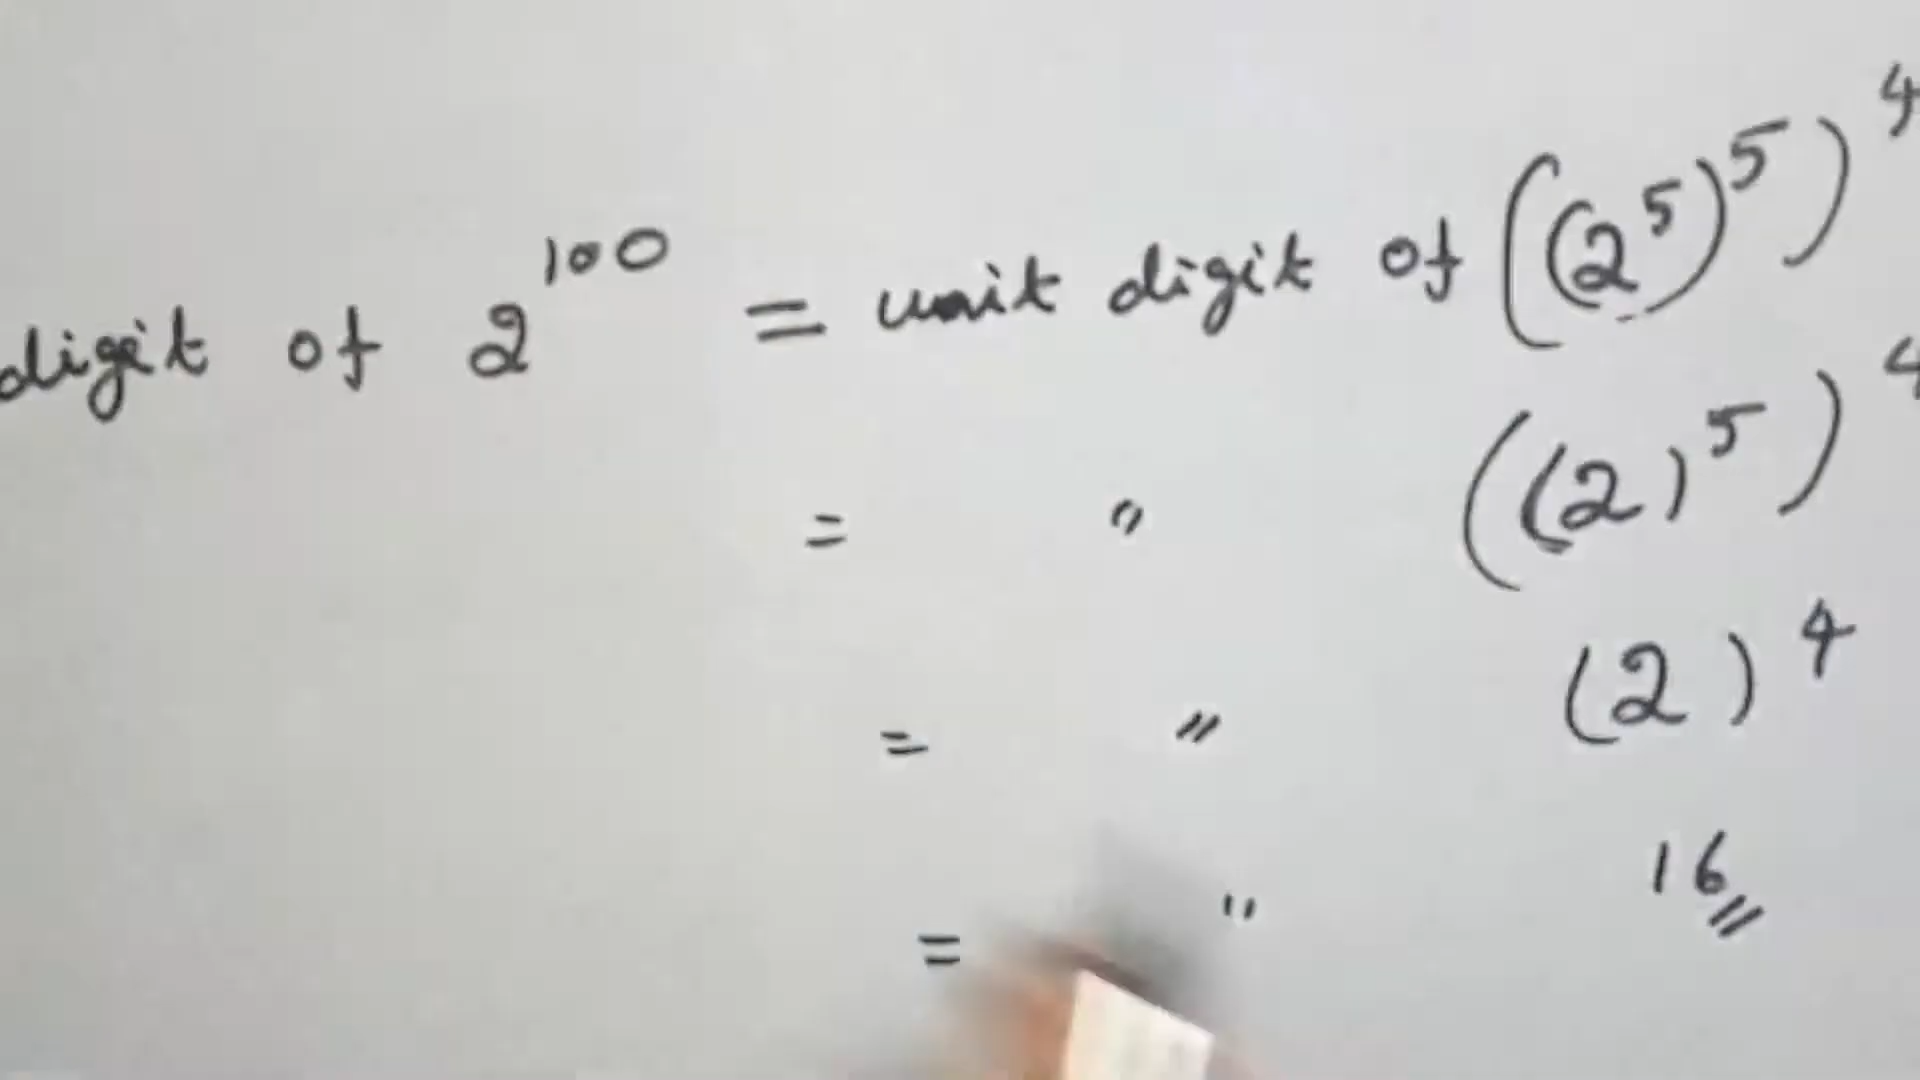 digit of 2^100 = unit digit of ((2^5)^5)^4
= " ((2)^5)^4
= " (2)^4
= " 16